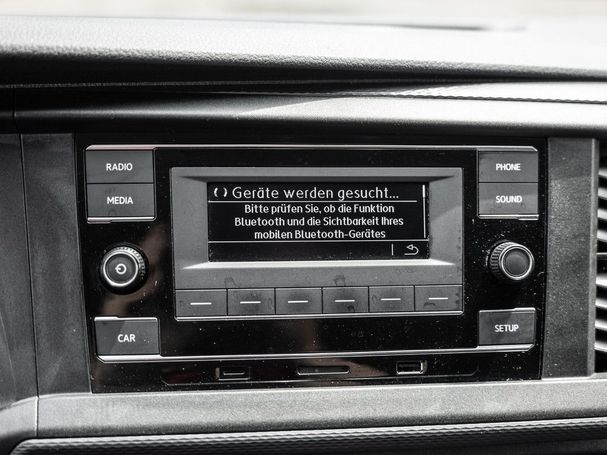 RADIO
MEDIA
PHONE
SOUND
Geräte werden gesucht...
Bitte prüfen Sie, ob die Funktion
Bluetooth und die Sichtbarkeit Ihres
mobilen Bluetooth-Gerätes
CAR
SETUP